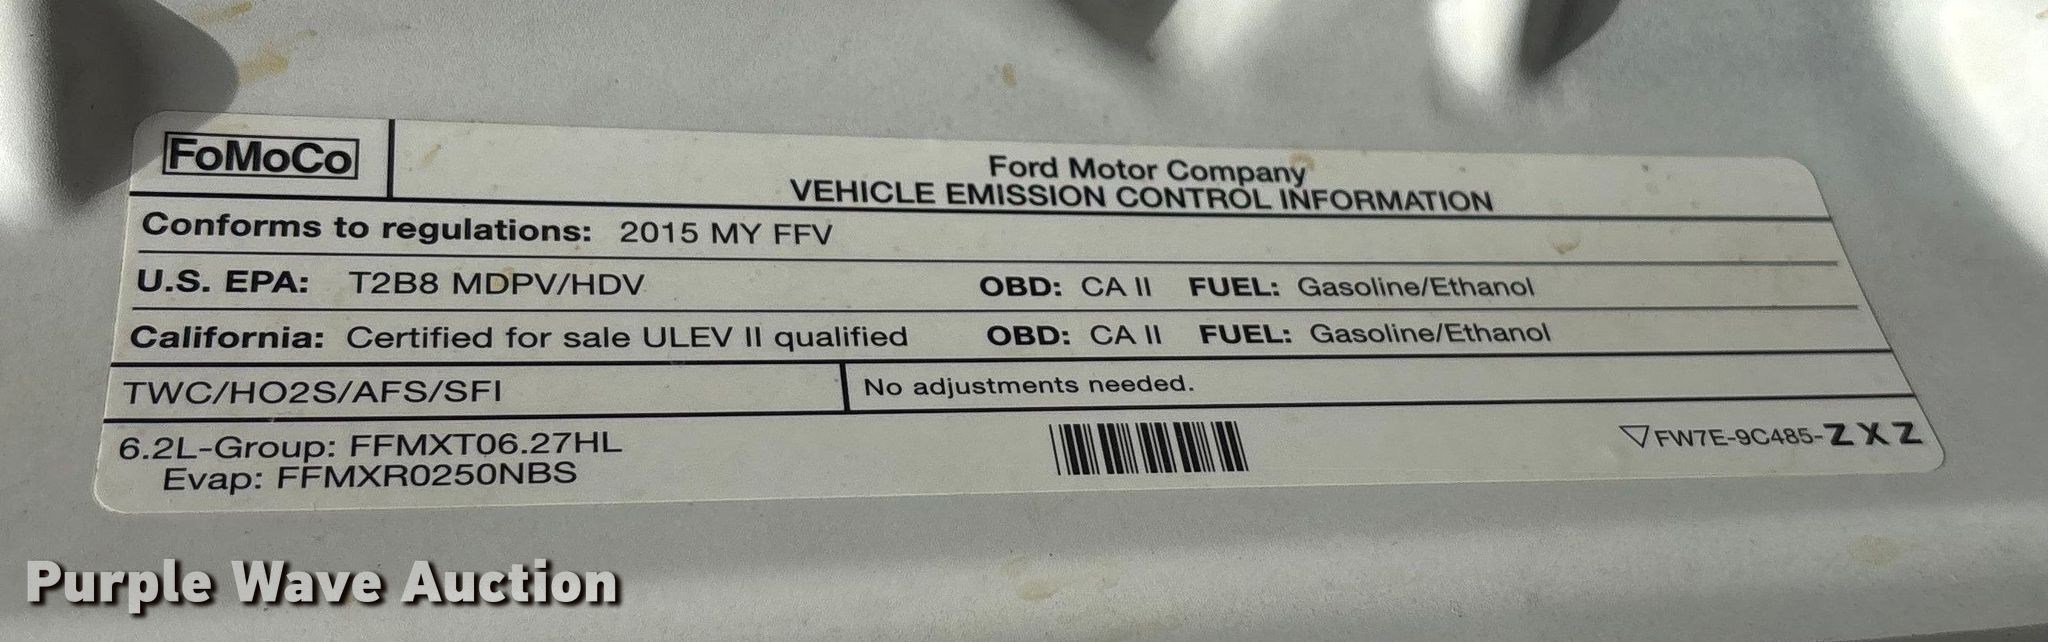 FoMoCo
Ford Motor Company
VEHICLE EMISSION CONTROL INFORMATION
Conforms to regulations: 2015 MY FFV
U.S. EPA: T2B8 MDPV/HDV OBD: CA II FUEL: Gasoline/Ethanol
California: Certified for sale ULEV II qualified OBD: CA II FUEL: Gasoline/Ethanol
TWC/HO2S/AFS/SFI No adjustments needed.
6.2L-Group: FFMXT06.27HL
Evap: FFMXR0250NBS
FW7E-9C485-ZXZ
Purple Wave Auction